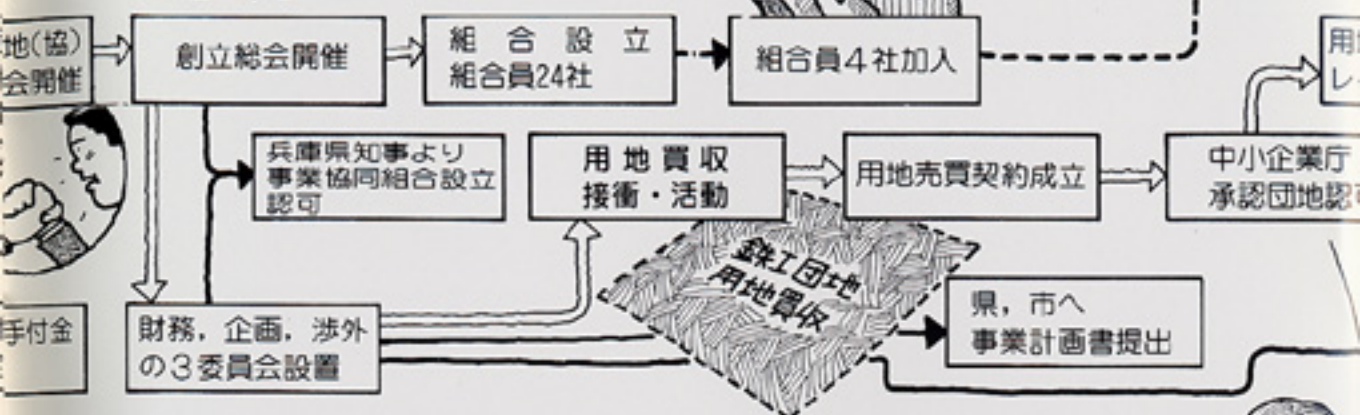 地(協)
会開催
創立総会開催
組合設立
組合員24社
組合員4社加入
用
レ
兵庫県知事より
事業協同組合設立
認可
用地買収
接衝・活動
用地売買契約成立
中小企業庁
承認団地認
鉄工団地
用地買収
手付金
財務，企画，渉外
の3委員会設置
県，市へ
事業計画書提出